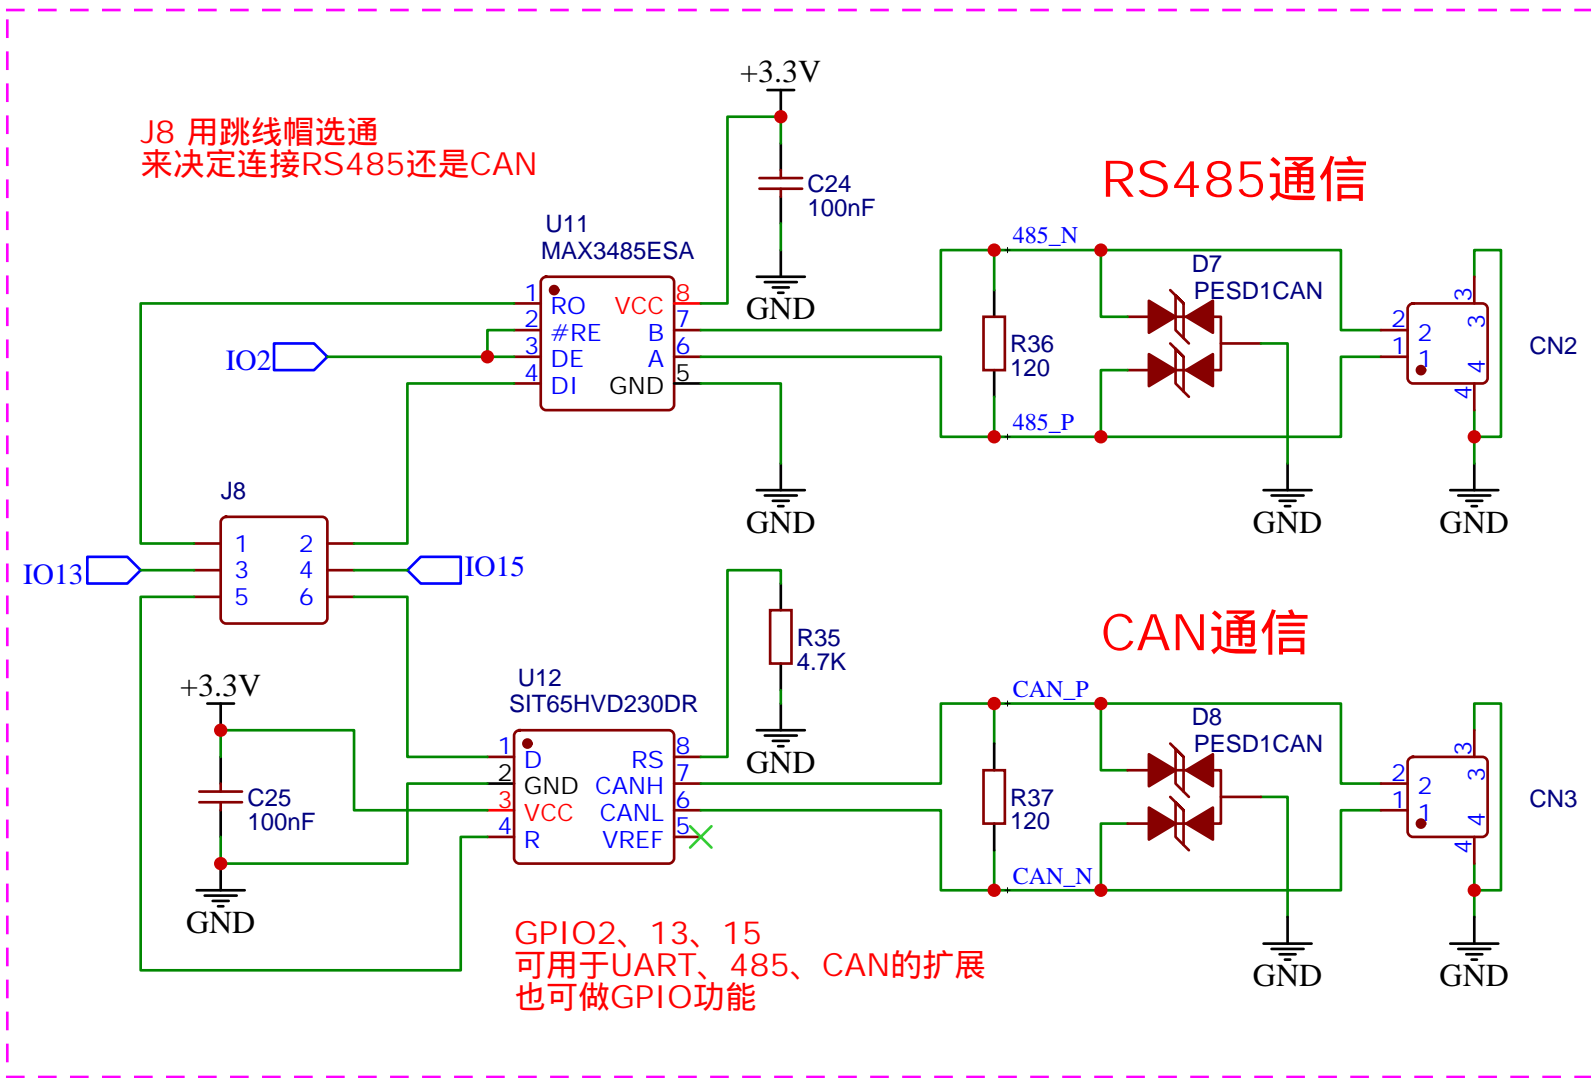 J8 用跳线帽选通
来决定连接RS485还是CAN
+3.3V
C24
100nF
GND
RS485通信
U11
MAX3485ESA
1 RO VCC 8
2 #RE B 7
3 DE A 6
4 DI GND 5
IO2
GND
485_N
R36
120
485_P
D7
PESD1CAN
GND
2 2
1 1
3 3
4 4
CN2
GND
J8
1 2
3 4
5 6
IO13
IO15
+3.3V
C25
100nF
GND
U12
SIT65HVD230DR
1 D RS 8
2 GND CANH 7
3 VCC CANL 6
4 R VREF 5
R35
4.7K
GND
CAN通信
CAN_P
R37
120
CAN_N
D8
PESD1CAN
GND
2 2
1 1
3 3
4 4
CN3
GND
GPIO2、13、15
可用于UART、485、CAN的扩展
也可做GPIO功能